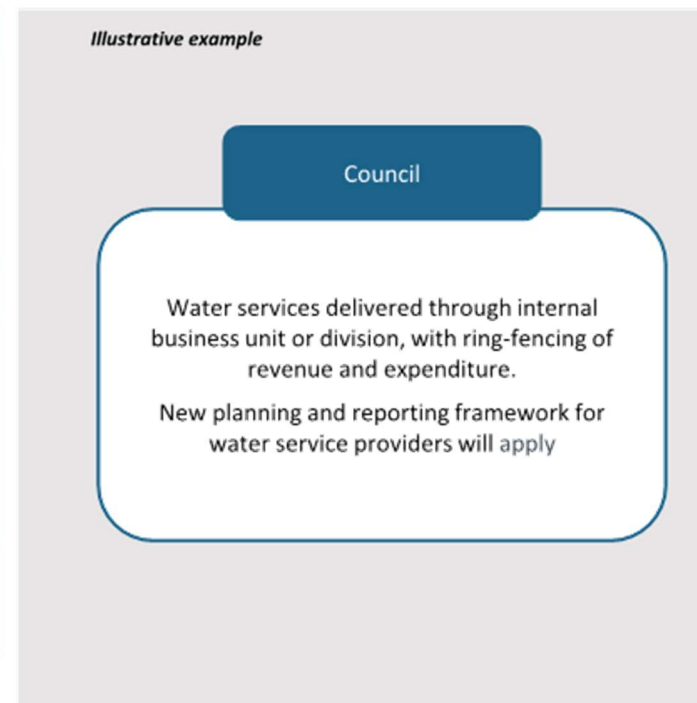 Illustrative example
Council
Water services delivered through internal
business unit or division, with ring-fencing of
revenue and expenditure.
New planning and reporting framework for
water service providers will apply